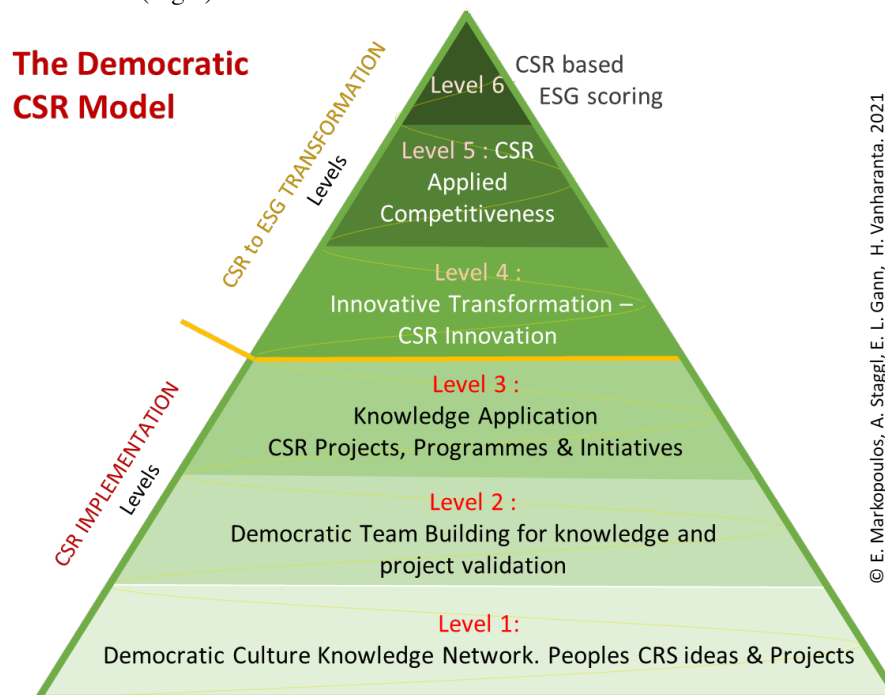 The Democratic
CSR Model
CSR to ESG TRANSFORMATION
Levels
CSR IMPLEMENTATION
Levels
Level 6
CSR based
ESG scoring
Level 5 : CSR
Applied
Competitiveness
Level 4 :
Innovative Transformation –
CSR Innovation
Level 3 :
Knowledge Application
CSR Projects, Programmes & Initiatives
Level 2 :
Democratic Team Building for knowledge and
project validation
Level 1:
Democratic Culture Knowledge Network. Peoples CRS ideas & Projects
© E. Markopoulos, A. Staggl, E. L. Gann, H. Vanharanta. 2021